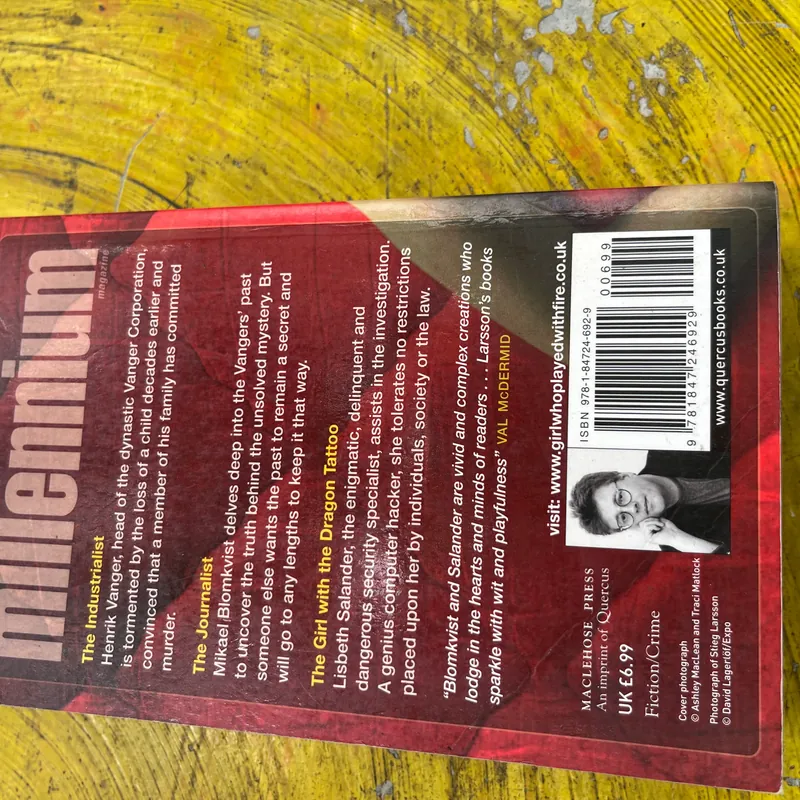 millennium
magazine
The Industrialist
Henrik Vanger, head of the dynastic Vanger Corporation,
is tormented by the loss of a child decades earlier and
convinced that a member of his family has committed
murder.
The Journalist
Mikael Blomkvist delves deep into the Vangers' past
to uncover the truth behind the unsolved mystery. But
someone else wants the past to remain a secret and
will go to any lengths to keep it that way.
The Girl with the Dragon Tattoo
Lisbeth Salander, the enigmatic, delinquent and
dangerous security specialist, assists in the investigation.
A genius computer hacker, she tolerates no restrictions
placed upon her by individuals, society or the law.
"Blomkvist and Salander are vivid and complex creations who
lodge in the hearts and minds of readers . . . Larsson's books
sparkle with wit and playfulness" VAL McDERMID
visit: www.girlwhoplayedwithfire.co.uk
MACLEHOSE PRESS
An imprint of Quercus
UK £6.99
Fiction/Crime
Cover photograph
© Ashley MacLean and Traci Matlock
Photograph of Stieg Larsson
© David Lagerlöf/Expo
ISBN 978-1-84724-692-9
00699
9 781847 246929
www.quercusbooks.co.uk